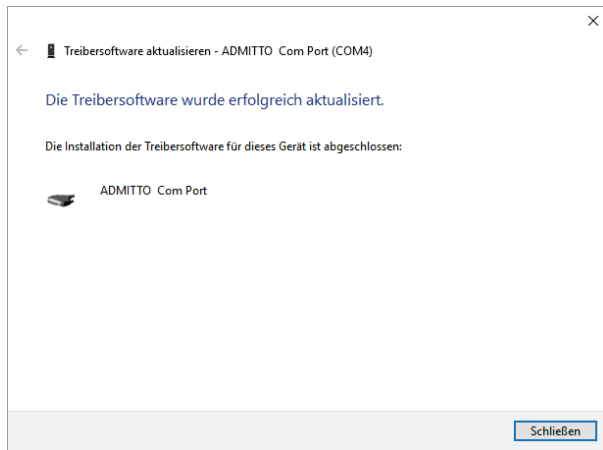 Treibersoftware aktualisieren - ADMITTO  Com Port (COM4)
Die Treibersoftware wurde erfolgreich aktualisiert.
Die Installation der Treibersoftware für dieses Gerät ist abgeschlossen:
ADMITTO  Com Port
Schließen